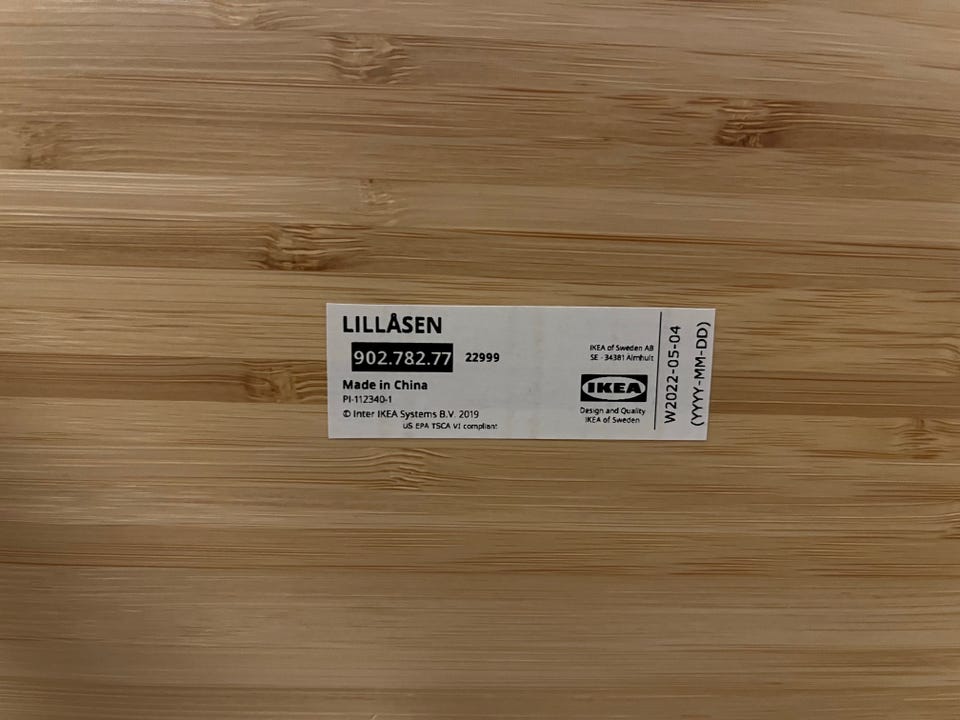 LILLÅSEN
902.782.77 22999
Made in China
PI-112340-1
© Inter IKEA Systems B.V. 2019
US EPA TSCA VI compliant
IKEA of Sweden AB
SE - 34381 Älmhult
IKEA
Design and Quality
IKEA of Sweden
W2022-05-04
(YYYY-MM-DD)